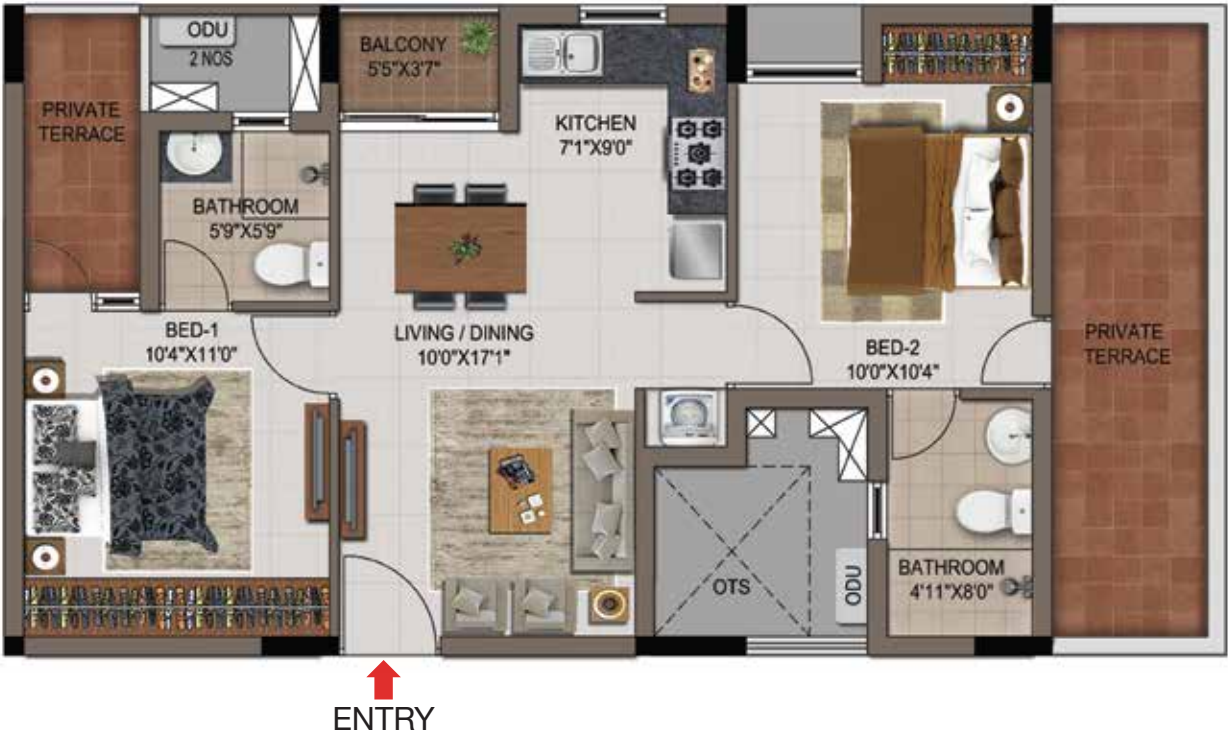 ODU
2 NOS
BALCONY
5'5"X3'7"
PRIVATE
TERRACE
KITCHEN
7'1"X9'0"
BATHROOM
5'9"X5'9"
BED-1
10'4"X11'0"
LIVING / DINING
10'0"X17'1"
BED-2
10'0"X10'4"
PRIVATE
TERRACE
OTS
ODU
BATHROOM
4'11"X8'0"
ENTRY